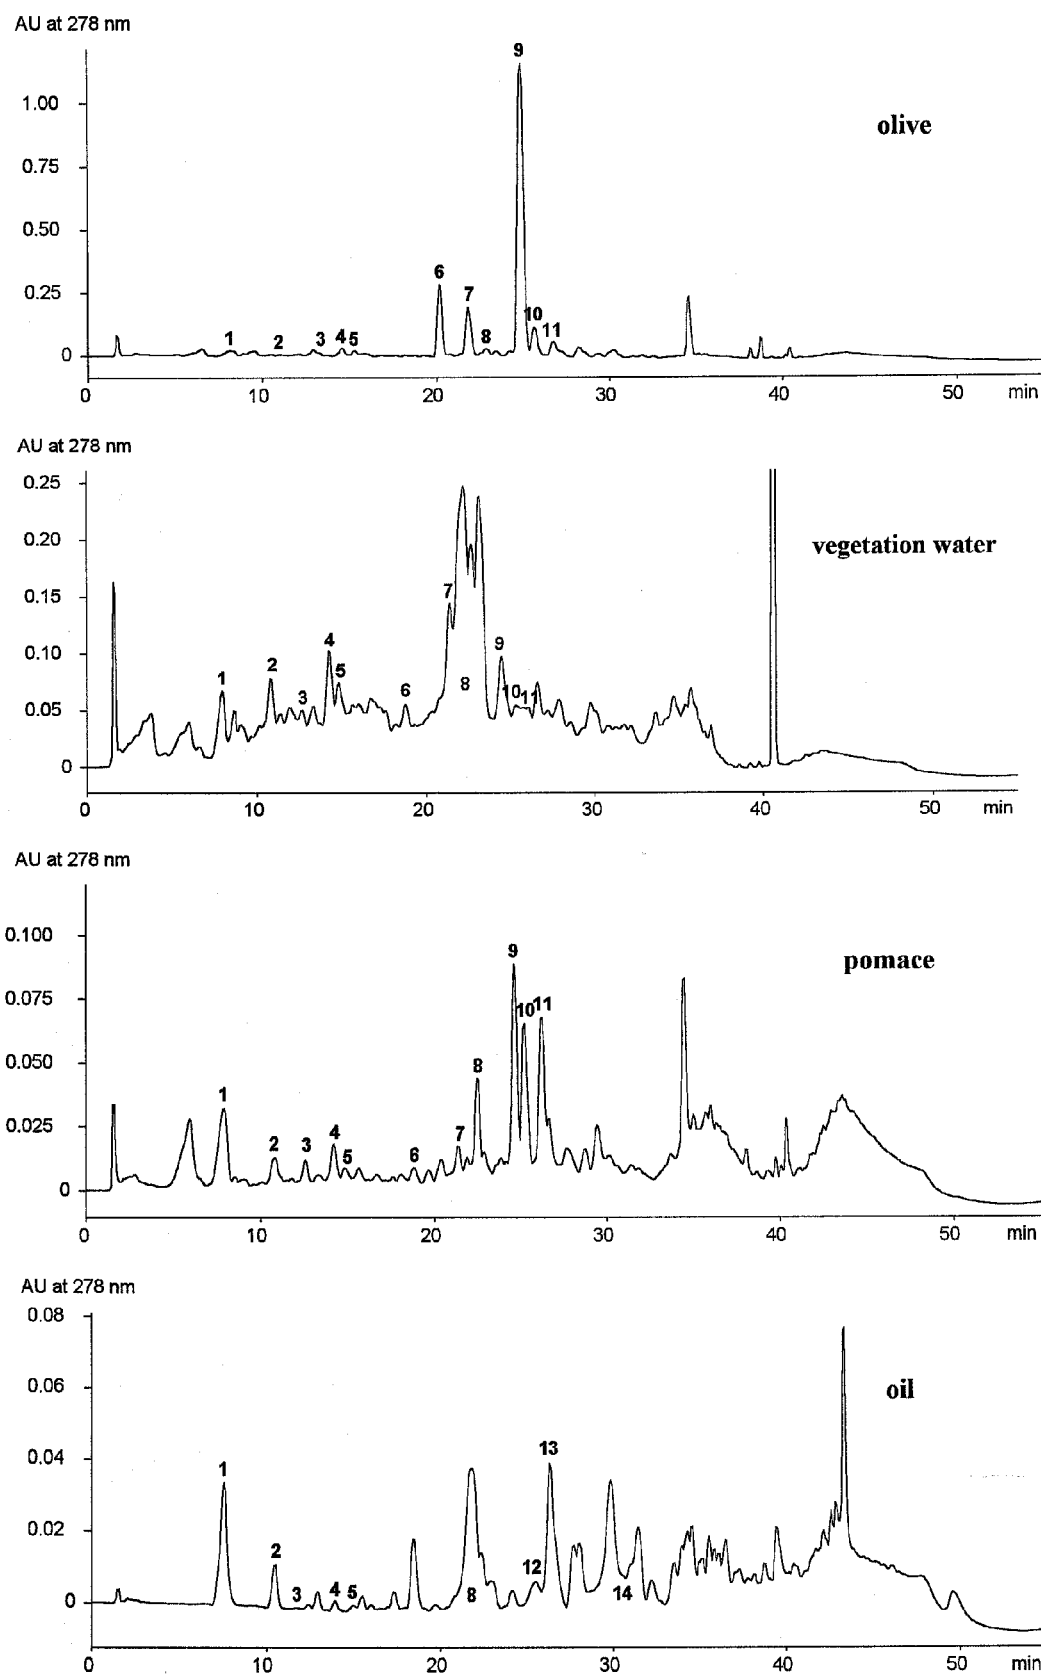 AU at 278 nm
9
1.00
olive
0.75
0.50
6
0.25
7
10
1 2 3 4 5 8 11
0
0 10 20 30 40 50 min
AU at 278 nm
0.25
0.20
vegetation water
0.15
7
4 9
0.10
1 2 5
3 6 8 10 11
0.05
0
0 10 20 30 40 50 min
AU at 278 nm
0.100
9
pomace
0.075
10 11
0.050
8
1
0.025
2 3 4 5 6 7
0
0 10 20 30 40 50 min
AU at 278 nm
0.08
0.06
oil
0.04
13
1
0.02
2
12
3 4 5 8 14
0
0 10 20 30 40 50 min